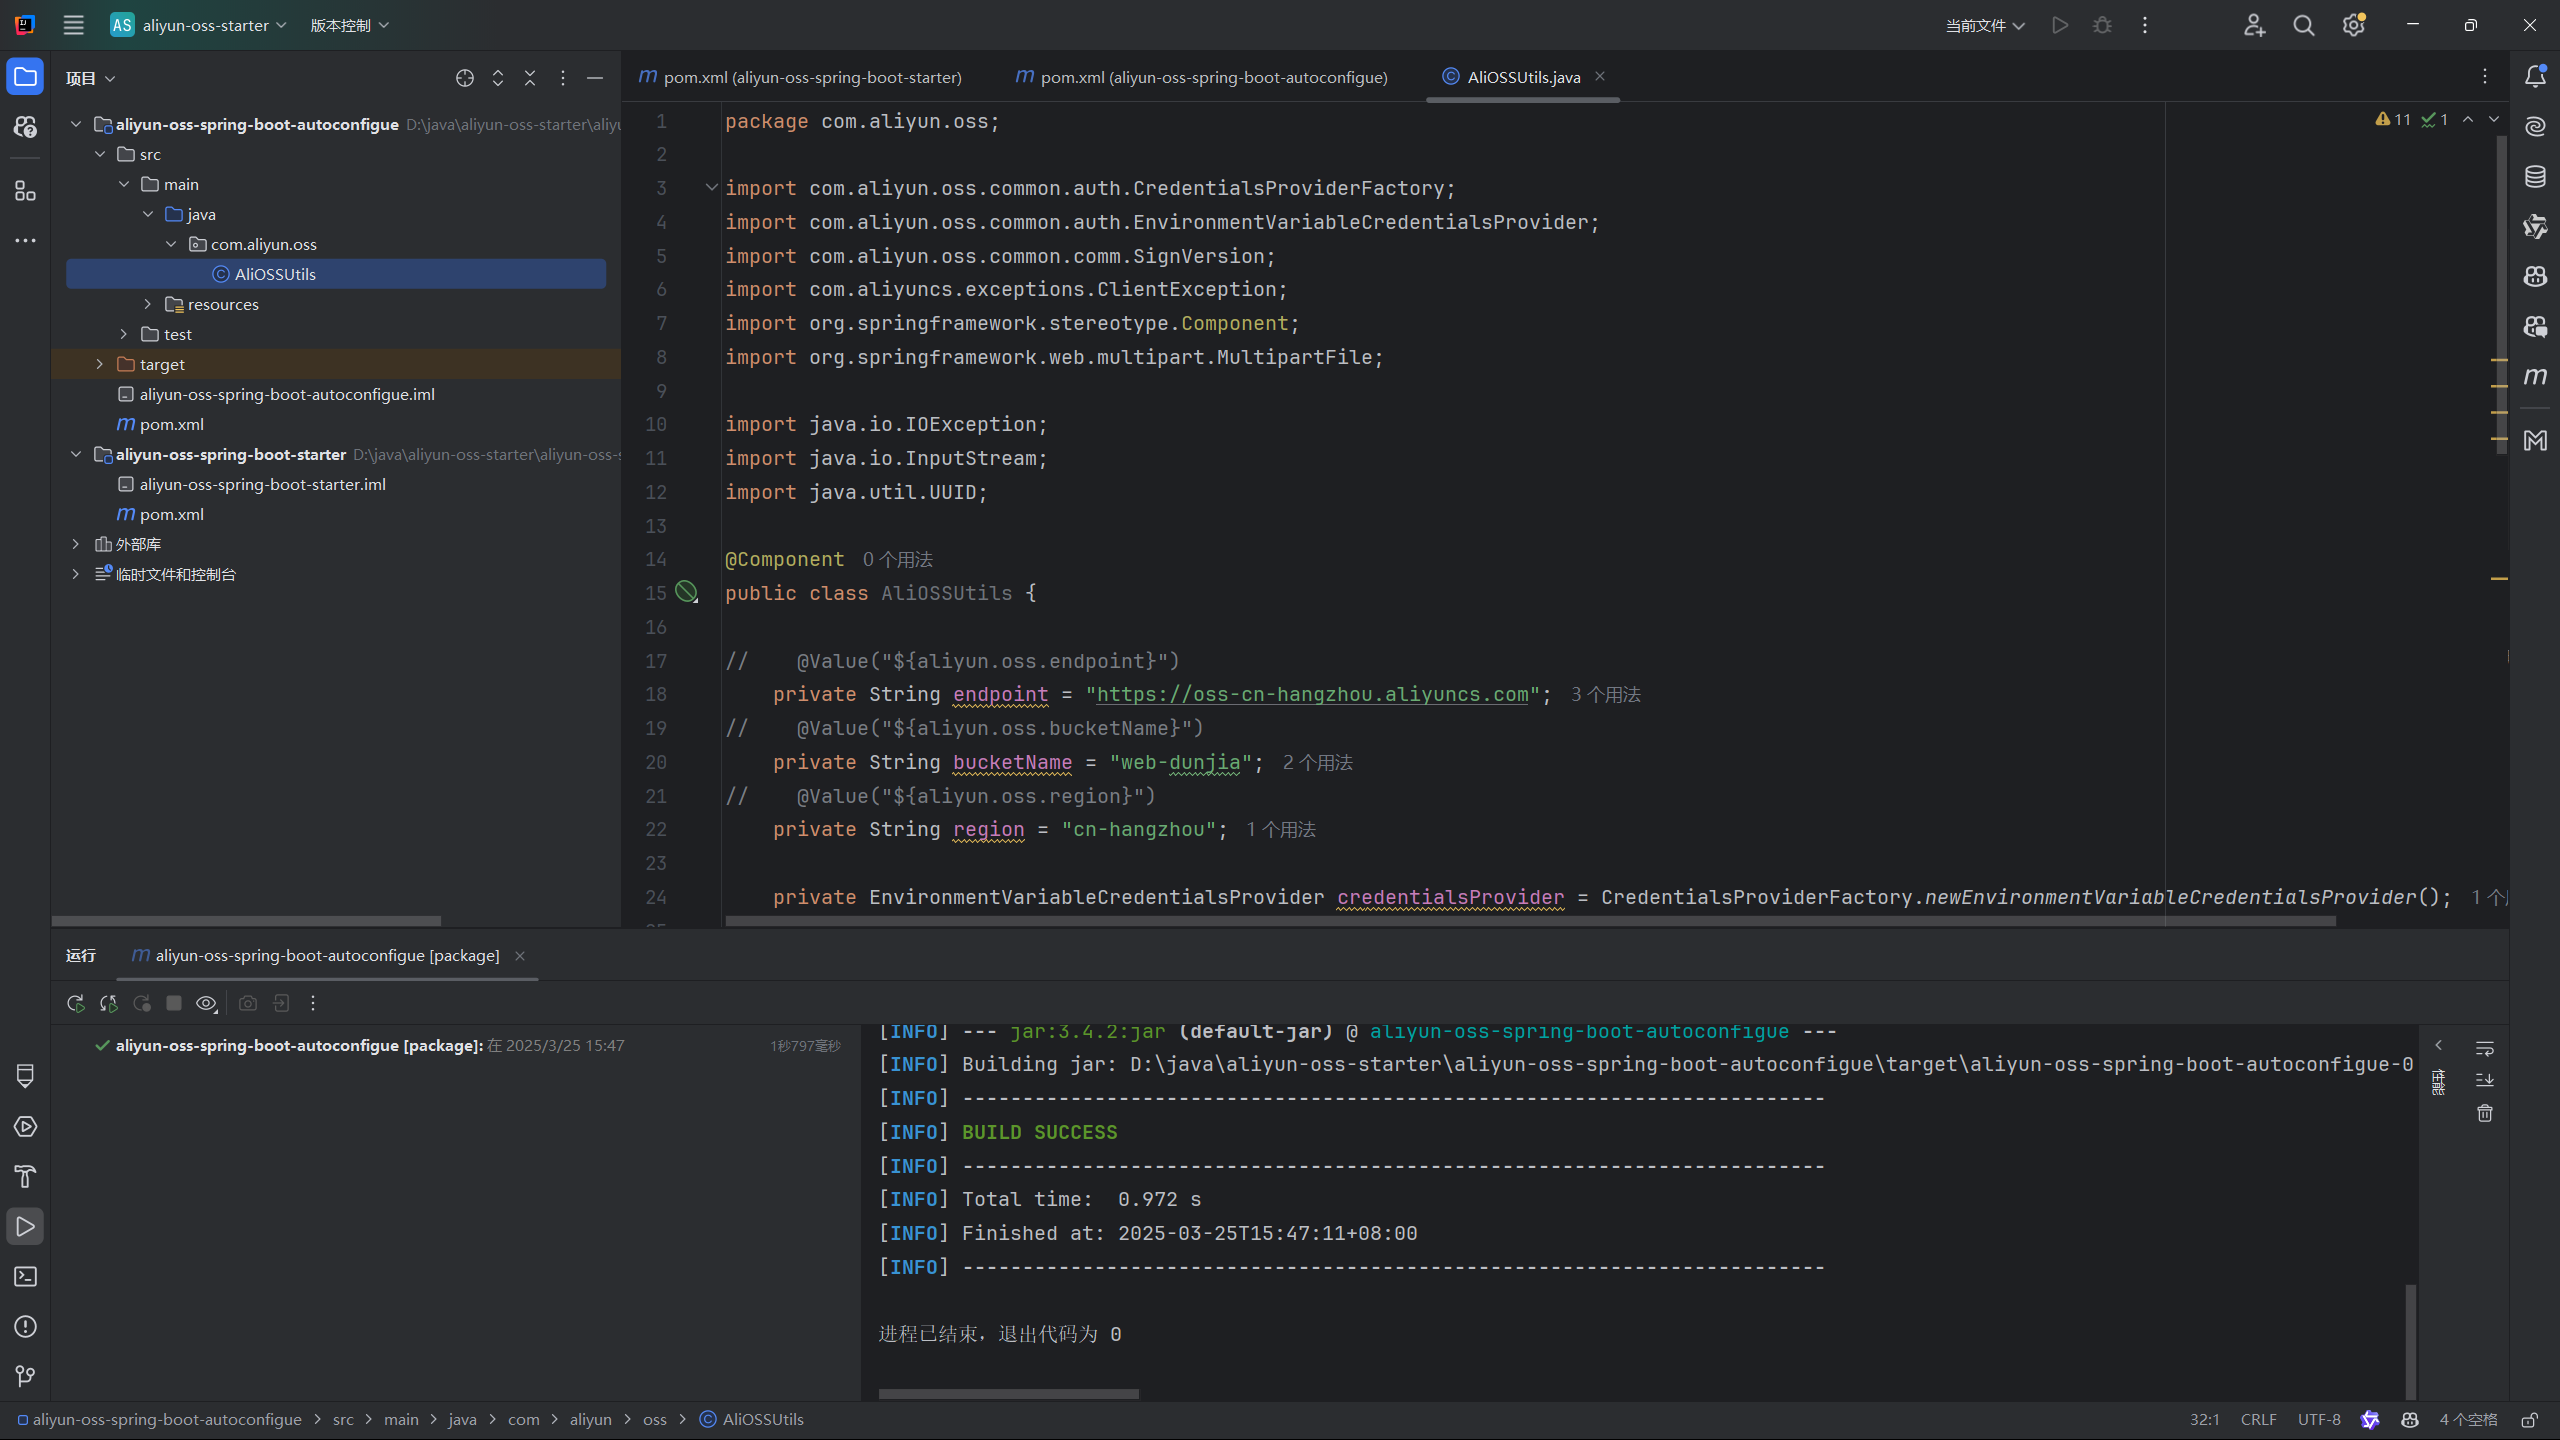 AS aliyun-oss-starter 版本控制 当前文件
项目
aliyun-oss-spring-boot-autoconfigue D:\java\aliyun-oss-starter\aliyu
src
main
java
com.aliyun.oss
AliOSSUtils
resources
test
target
aliyun-oss-spring-boot-autoconfigue.iml
pom.xml
aliyun-oss-spring-boot-starter D:\java\aliyun-oss-starter\aliyun-oss-s
aliyun-oss-spring-boot-starter.iml
pom.xml
外部库
临时文件和控制台
pom.xml (aliyun-oss-spring-boot-starter) pom.xml (aliyun-oss-spring-boot-autoconfigue) AliOSSUtils.java
11 1
1 package com.aliyun.oss;
2
3 import com.aliyun.oss.common.auth.CredentialsProviderFactory;
4 import com.aliyun.oss.common.auth.EnvironmentVariableCredentialsProvider;
5 import com.aliyun.oss.common.comm.SignVersion;
6 import com.aliyuncs.exceptions.ClientException;
7 import org.springframework.stereotype.Component;
8 import org.springframework.web.multipart.MultipartFile;
9
10 import java.io.IOException;
11 import java.io.InputStream;
12 import java.util.UUID;
13
14 @Component 0 个用法
15 public class AliOSSUtils {
16
17 //    @Value("${aliyun.oss.endpoint}")
18 private String endpoint = "https://oss-cn-hangzhou.aliyuncs.com"; 3 个用法
19 //    @Value("${aliyun.oss.bucketName}")
20 private String bucketName = "web-dunjia"; 2 个用法
21 //    @Value("${aliyun.oss.region}")
22 private String region = "cn-hangzhou"; 1 个用法
23
24 private EnvironmentVariableCredentialsProvider credentialsProvider = CredentialsProviderFactory.newEnvironmentVariableCredentialsProvider(); 1 个
运行 aliyun-oss-spring-boot-autoconfigue [package]
aliyun-oss-spring-boot-autoconfigue [package]: 在 2025/3/25 15:47 1秒797毫秒
[INFO] --- jar:3.4.2:jar (default-jar) @ aliyun-oss-spring-boot-autoconfigue ---
[INFO] Building jar: D:\java\aliyun-oss-starter\aliyun-oss-spring-boot-autoconfigue\target\aliyun-oss-spring-boot-autoconfigue-0
[INFO] ------------------------------------------------------------------------
[INFO] BUILD SUCCESS
[INFO] ------------------------------------------------------------------------
[INFO] Total time:  0.972 s
[INFO] Finished at: 2025-03-25T15:47:11+08:00
[INFO] ------------------------------------------------------------------------
进程已结束，退出代码为 0
性能
aliyun-oss-spring-boot-autoconfigue > src > main > java > com > aliyun > oss > AliOSSUtils 32:1 CRLF UTF-8 4 个空格